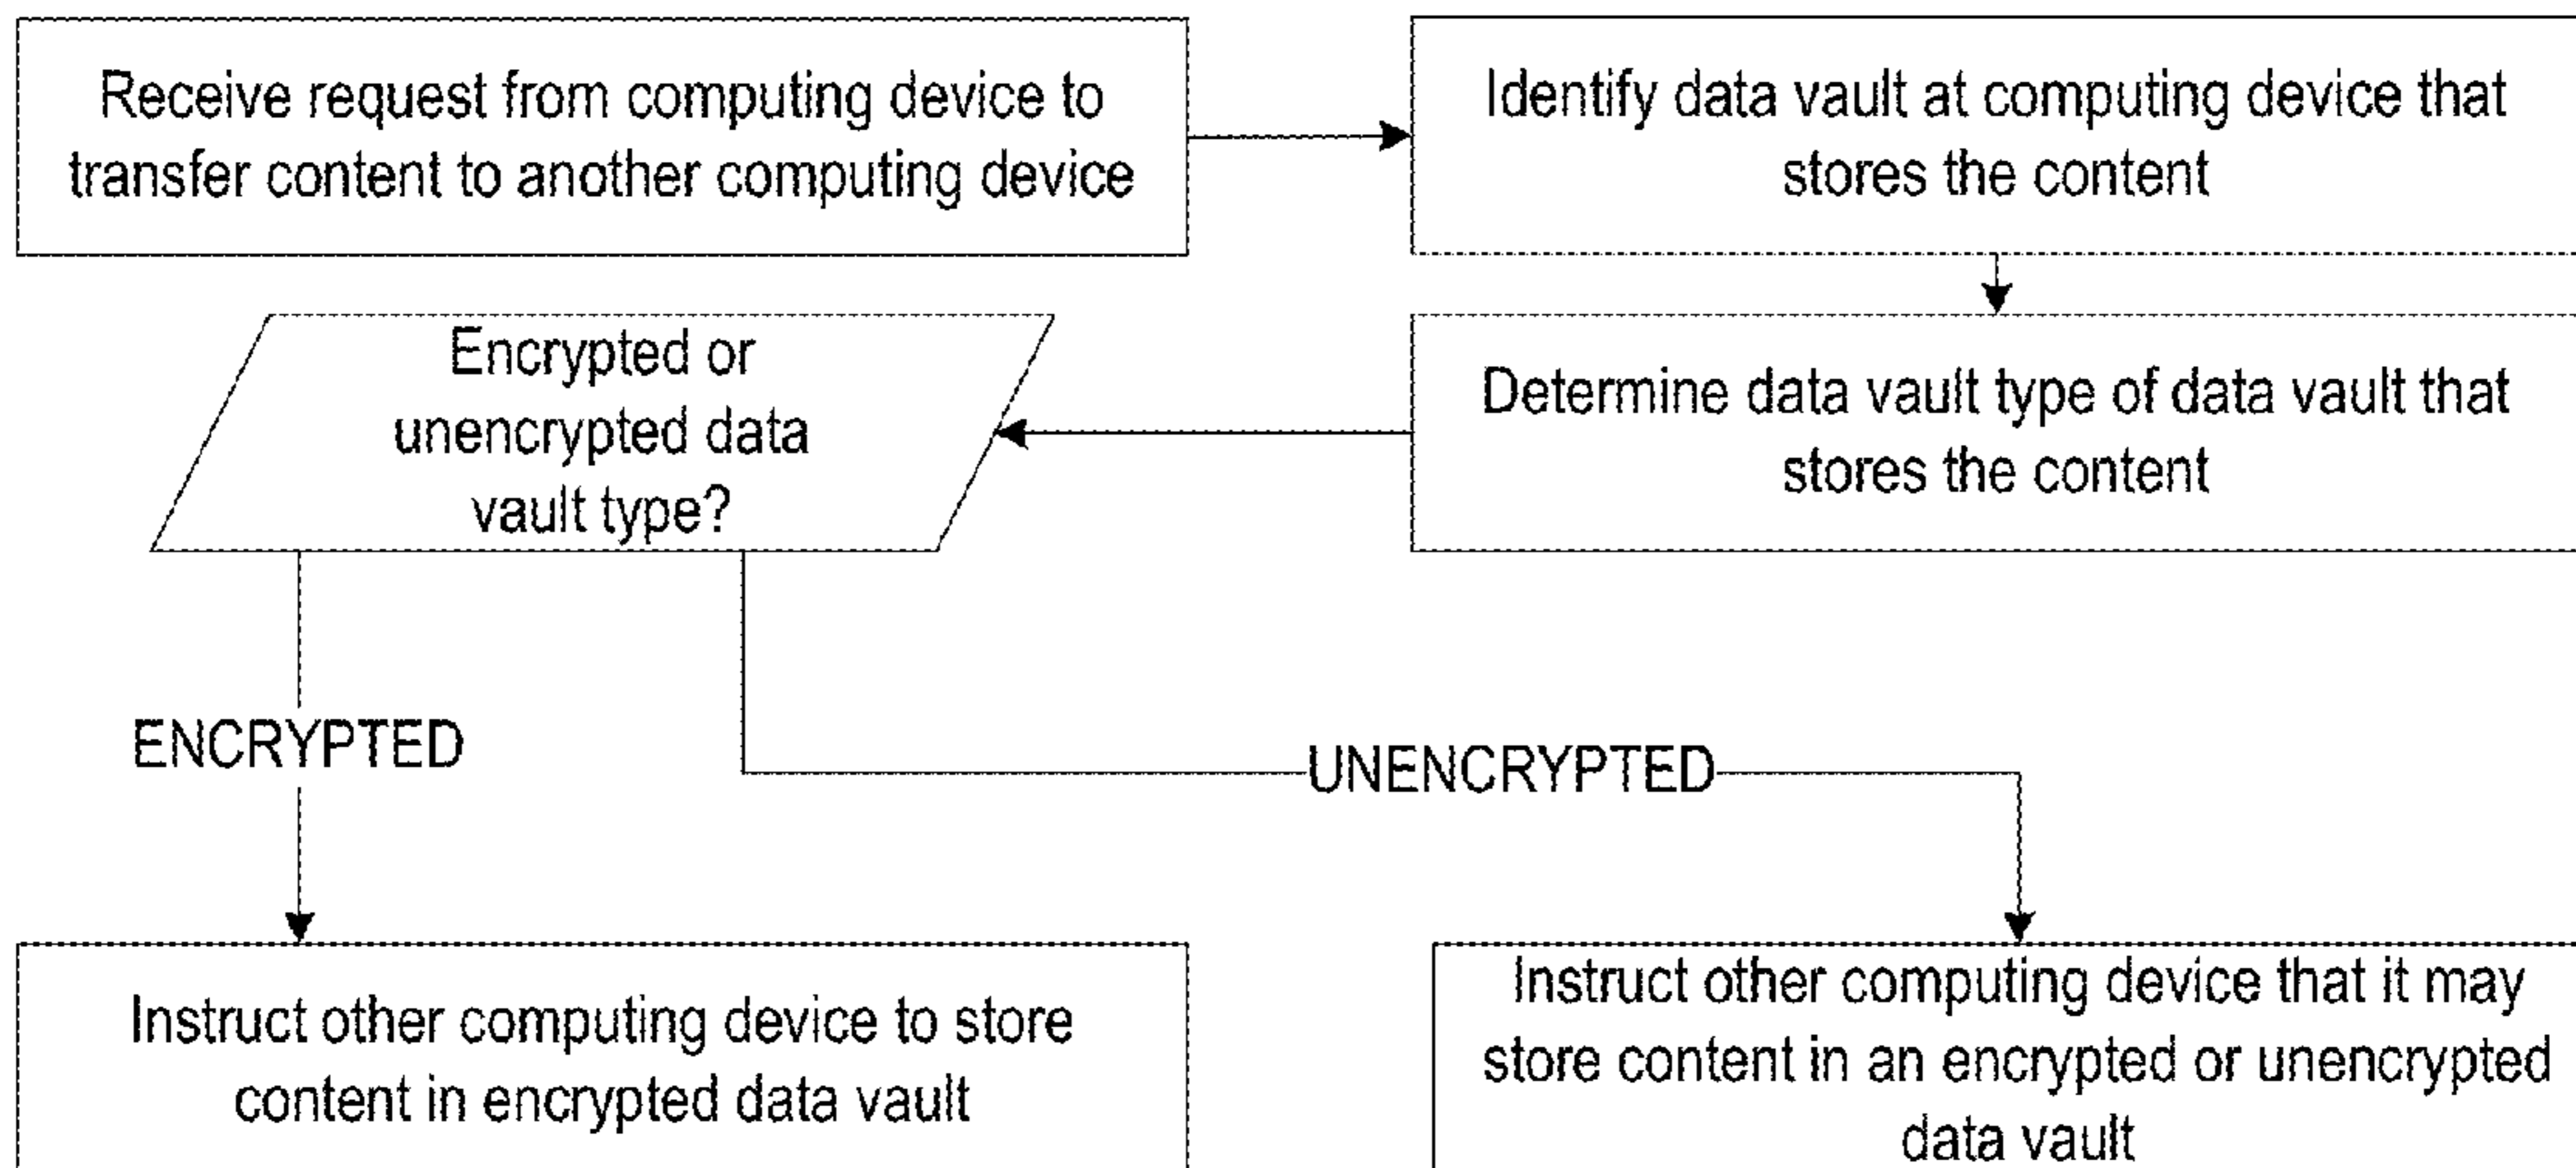 Receive request from computing device to
transfer content to another computing device
Identify data vault at computing device that
stores the content
Determine data vault type of data vault that
stores the content
Encrypted or
unencrypted data
vault type?
ENCRYPTED
UNENCRYPTED
Instruct other computing device to store
content in encrypted data vault
Instruct other computing device that it may
store content in an encrypted or unencrypted
data vault